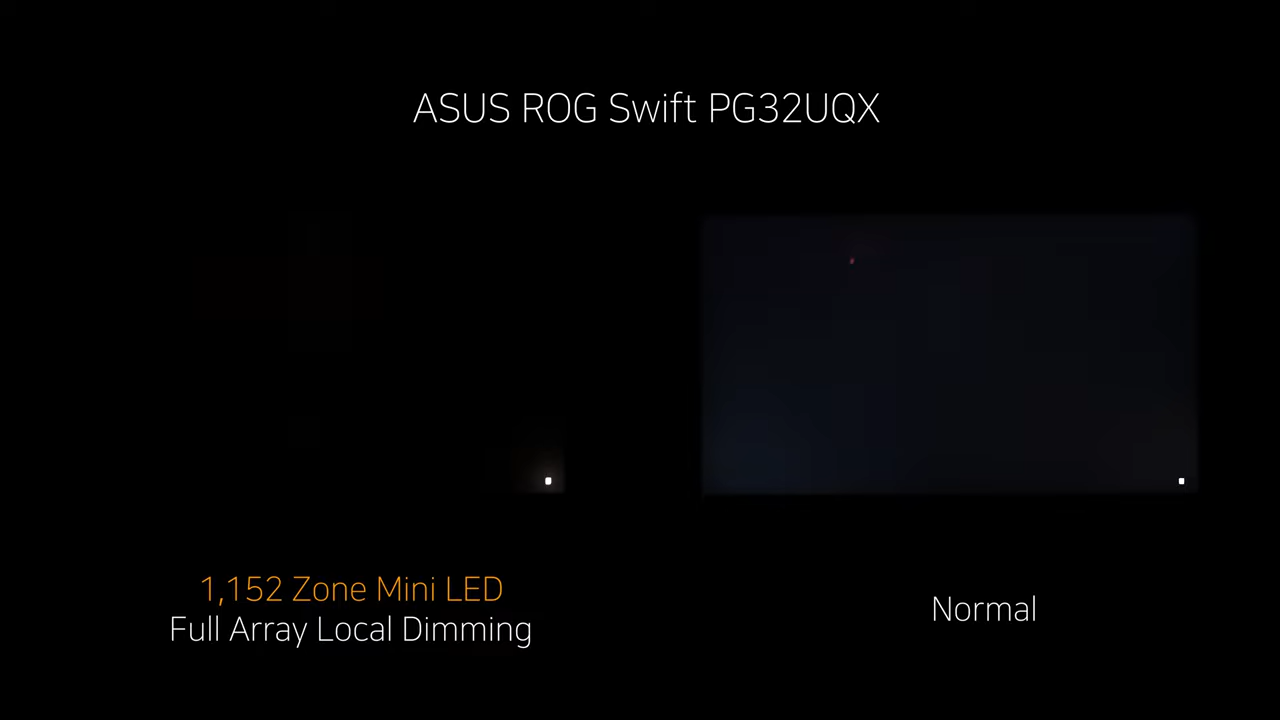 ASUS ROG Swift PG32UQX
1,152 Zone Mini LED
Full Array Local Dimming
Normal